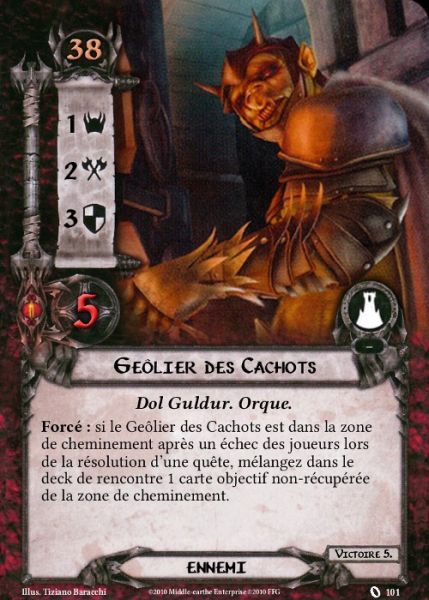 38
1
2
3
5
Geôlier des Cachots
Dol Guldur. Orque.
Forcé : si le Geôlier des Cachots est dans la zone
de cheminement après un échec des joueurs lors
de la résolution d'une quête, mélangez dans le
deck de rencontre 1 carte objectif non-récupérée
de la zone de cheminement.
Victoire 5.
ENNEMI
Illus. Tiziano Baracchi ©2010 Middle-earthe Enterprise ©2010 FFG 101